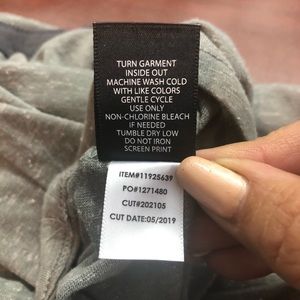 TURN GARMENT
INSIDE OUT
MACHINE WASH COLD
WITH LIKE COLORS
GENTLE CYCLE
USE ONLY
NON-CHLORINE BLEACH
IF NEEDED
TUMBLE DRY LOW
DO NOT IRON
SCREEN PRINT
ITEM#11925639
PO#1271480
CUT#202105
CUT DATE:05/2019